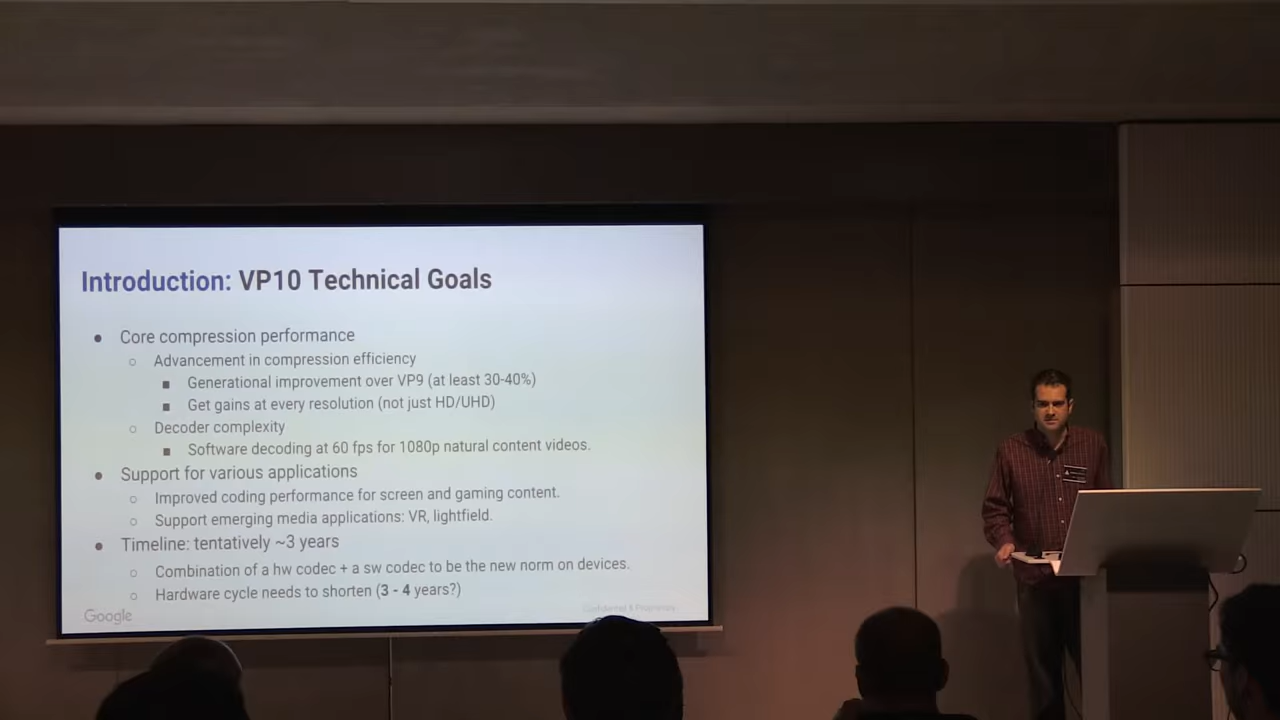 Introduction: VP10 Technical Goals
● Core compression performance
○ Advancement in compression efficiency
■ Generational improvement over VP9 (at least 30-40%)
■ Get gains at every resolution (not just HD/UHD)
○ Decoder complexity
■ Software decoding at 60 fps for 1080p natural content videos.
● Support for various applications
○ Improved coding performance for screen and gaming content.
○ Support emerging media applications: VR, lightfield.
● Timeline: tentatively ~3 years
○ Combination of a hw codec + a sw codec to be the new norm on devices.
○ Hardware cycle needs to shorten (3 - 4 years?)
Google
Confidential & Proprietary